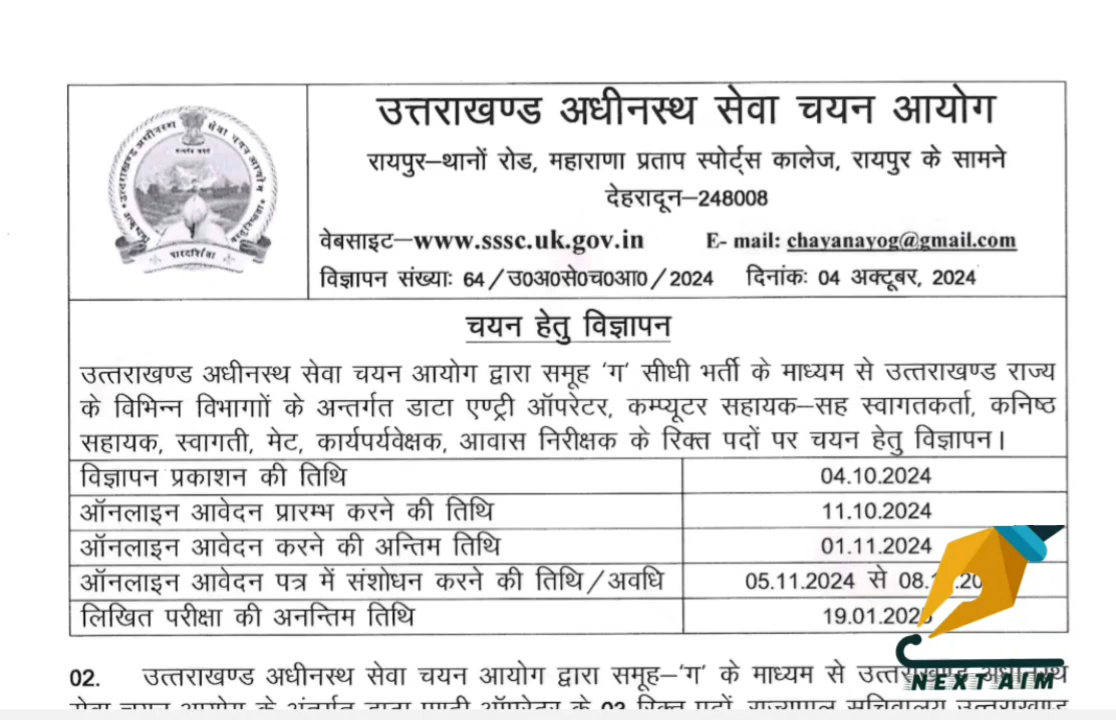 उत्तराखण्ड अधीनस्थ सेवा चयन आयोग
रायपुर–थानों रोड, महाराणा प्रताप स्पोर्ट्स कालेज, रायपुर के सामने
देहरादून–248008
वेबसाइट–www.sssc.uk.gov.in E- mail: chayanayog@gmail.com
विज्ञापन संख्याः 64/उ0अ0से0च0आ0/2024 दिनांकः 04 अक्टूबर, 2024
पारदर्शिता
चयन हेतु विज्ञापन
उत्तराखण्ड अधीनस्थ सेवा चयन आयोग द्वारा समूह 'ग' सीधी भर्ती के माध्यम से उत्तराखण्ड राज्य
के विभिन्न विभागाों के अन्तर्गत डाटा एण्ट्री ऑपरेटर, कम्प्यूटर सहायक–सह स्वागतकर्ता, कनिष्ठ
सहायक, स्वागती, मेट, कार्यपर्यवेक्षक, आवास निरीक्षक के रिक्त पदों पर चयन हेतु विज्ञापन।
विज्ञापन प्रकाशन की तिथि 04.10.2024
ऑनलाइन आवेदन प्रारम्भ करने की तिथि 11.10.2024
ऑनलाइन आवेदन करने की अन्तिम तिथि 01.11.2024
ऑनलाइन आवेदन पत्र में संशोधन करने की तिथि/अवधि 05.11.2024 से
लिखित परीक्षा की अनन्तिम तिथि
02. उत्तराखण्ड अधीनस्थ सेवा चयन आयोग द्वारा समूह–'ग' के माध्यम से उत्तराखण्ड अधीनस्थ
NEXT AIM